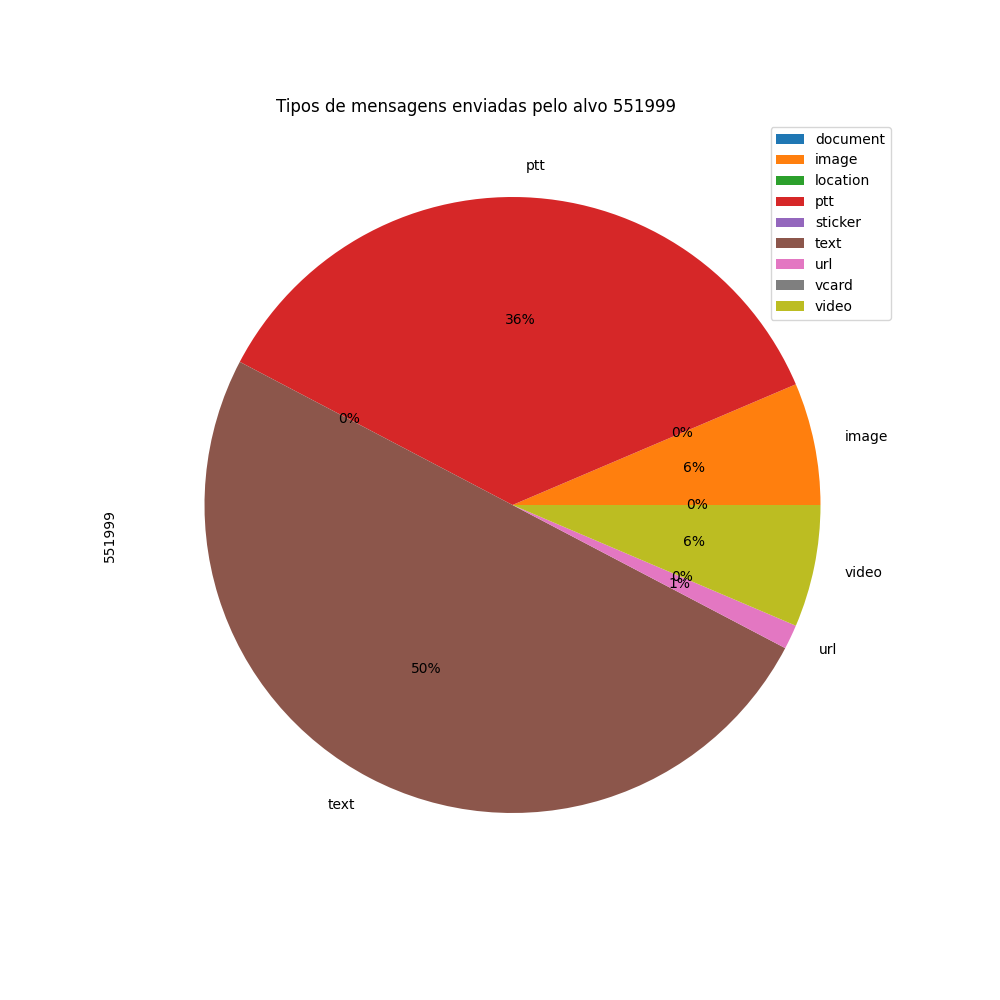 Tipos de mensagens enviadas pelo alvo 551999
document
image
location
ptt
sticker
text
url
vcard
video
ptt
36%
0%
0%
image
6%
0%
551999
6%
video
0%
1%
url
50%
text